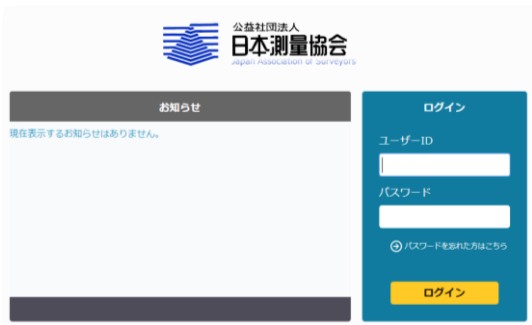 公益社団法人
日本測量協会
Japan Association of Surveyors
お知らせ
現在表示するお知らせはありません。
ログイン
ユーザーID
パスワード
パスワードを忘れた方はこちら
ログイン